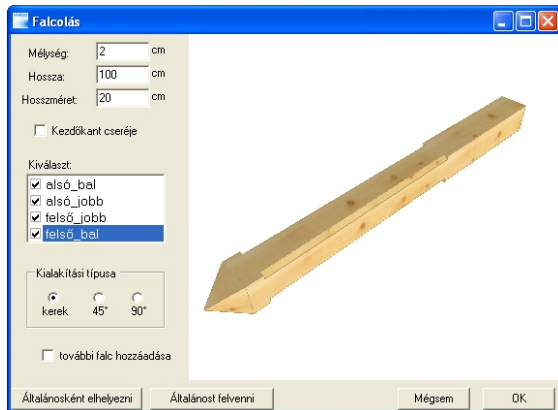 Falcolás
Mélység: 2 cm
Hossza: 100 cm
Hosszméret: 20 cm
Kezdőkant cseréje
Kiválaszt:
alsó_bal
alsó_jobb
felső_jobb
felső_bal
Kialakítási típusa
kerek 45° 90°
további falc hozzáadása
Általánosként elhelyezni Általánost felvenni Mégsem OK